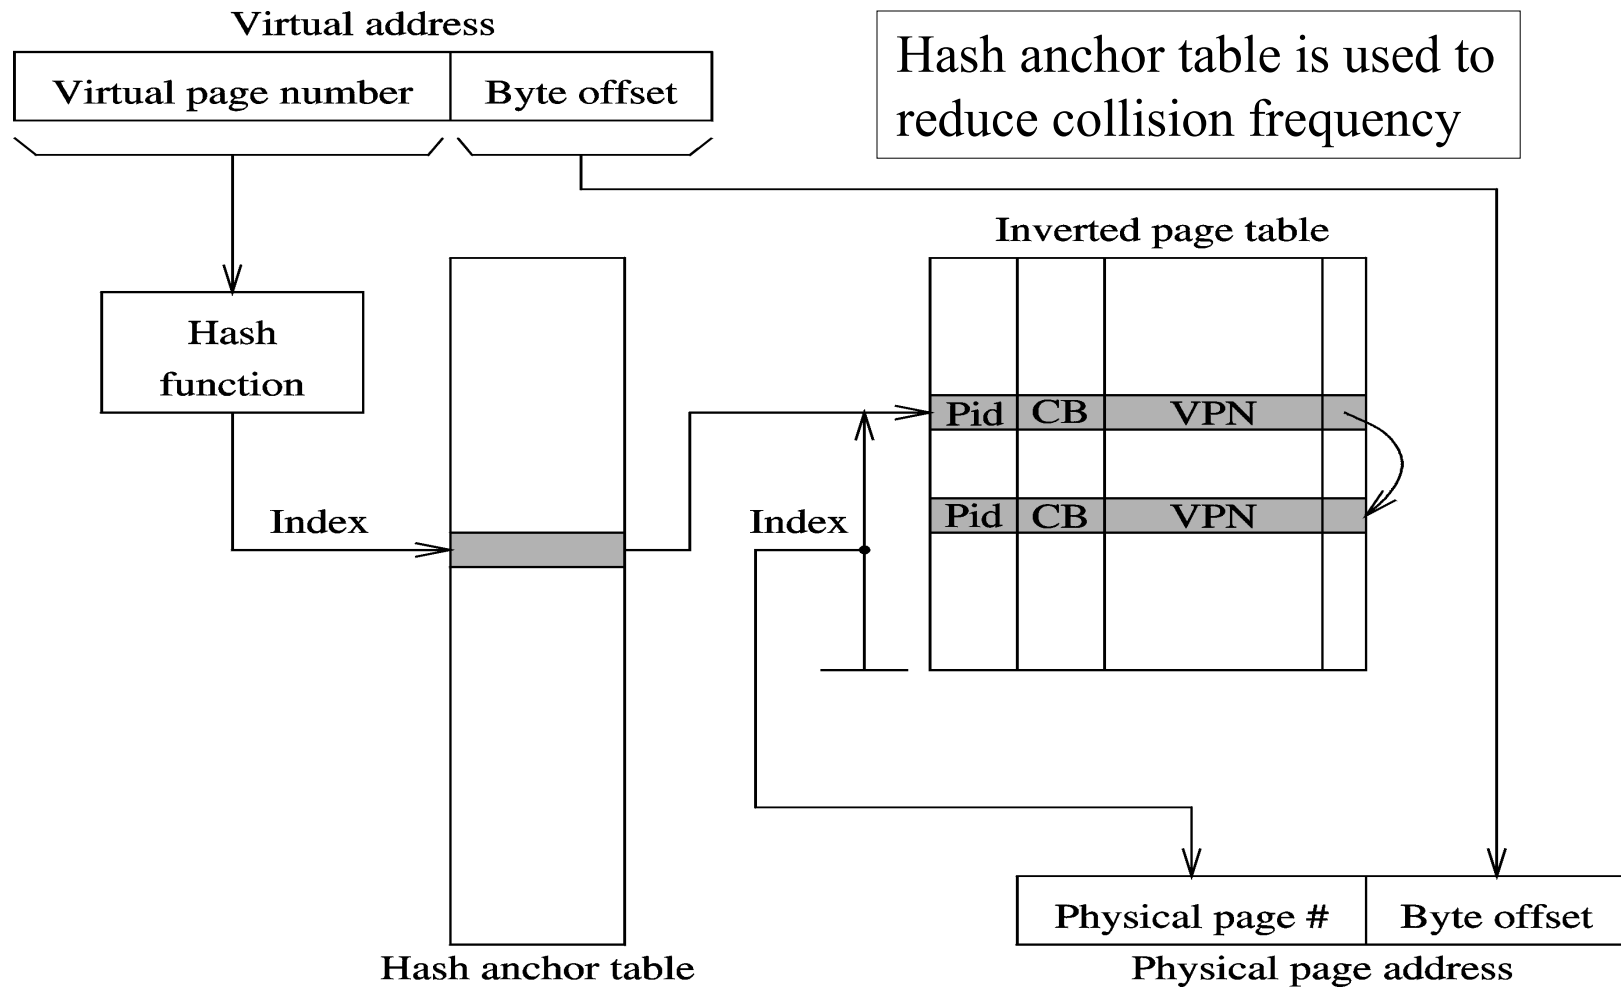 Virtual address
Virtual page number Byte offset
Hash anchor table is used to
reduce collision frequency
Inverted page table
Hash
function
Pid CB VPN
Index
Index
Pid CB VPN
Physical page # Byte offset
Hash anchor table
Physical page address